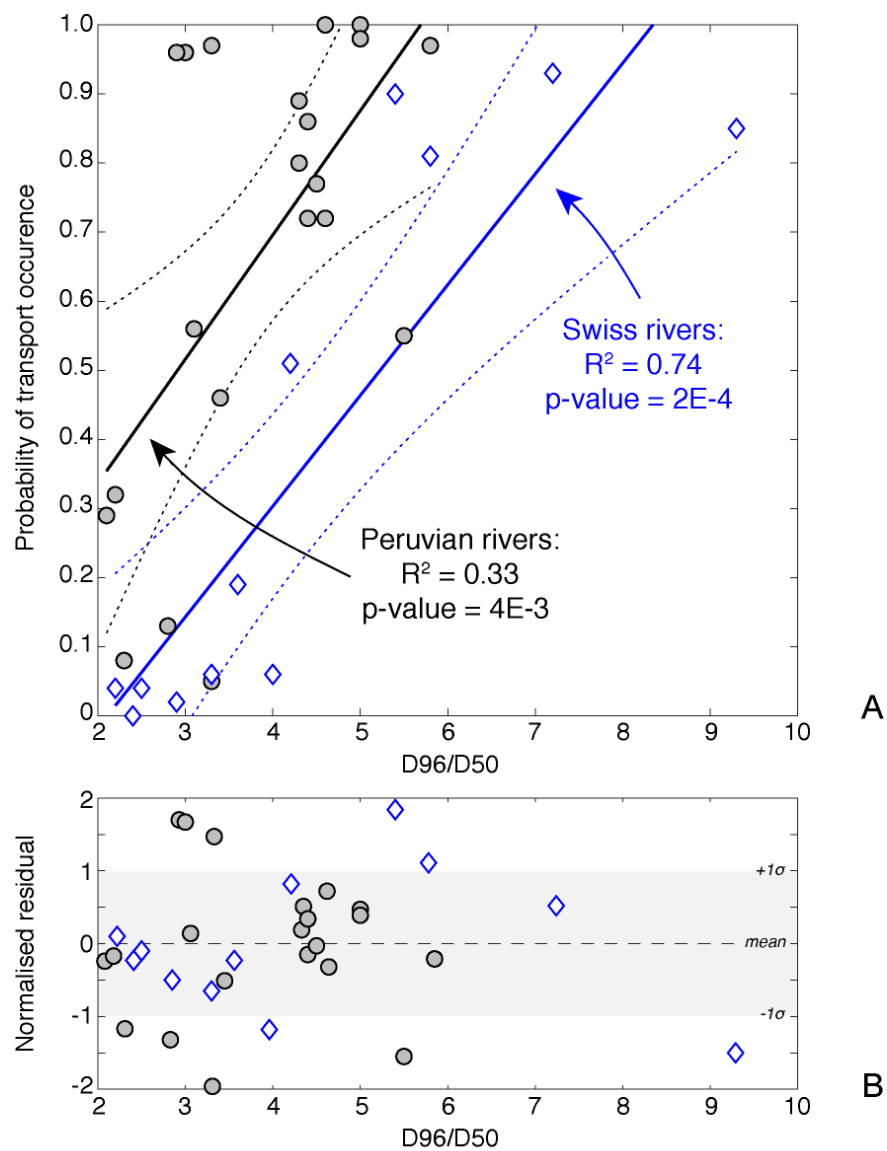 1.0
0.9
0.8
0.7
0.6
0.5
0.4
0.3
0.2
0.1
0
Probability of transport occurence
Swiss rivers:
R² = 0.74
p-value = 2E-4
Peruvian rivers:
R² = 0.33
p-value = 4E-3
2 3 4 5 6 7 8 9 10
D96/D50
A
2
1
0
-1
-2
Normalised residual
+1σ
mean
-1σ
2 3 4 5 6 7 8 9 10
D96/D50
B